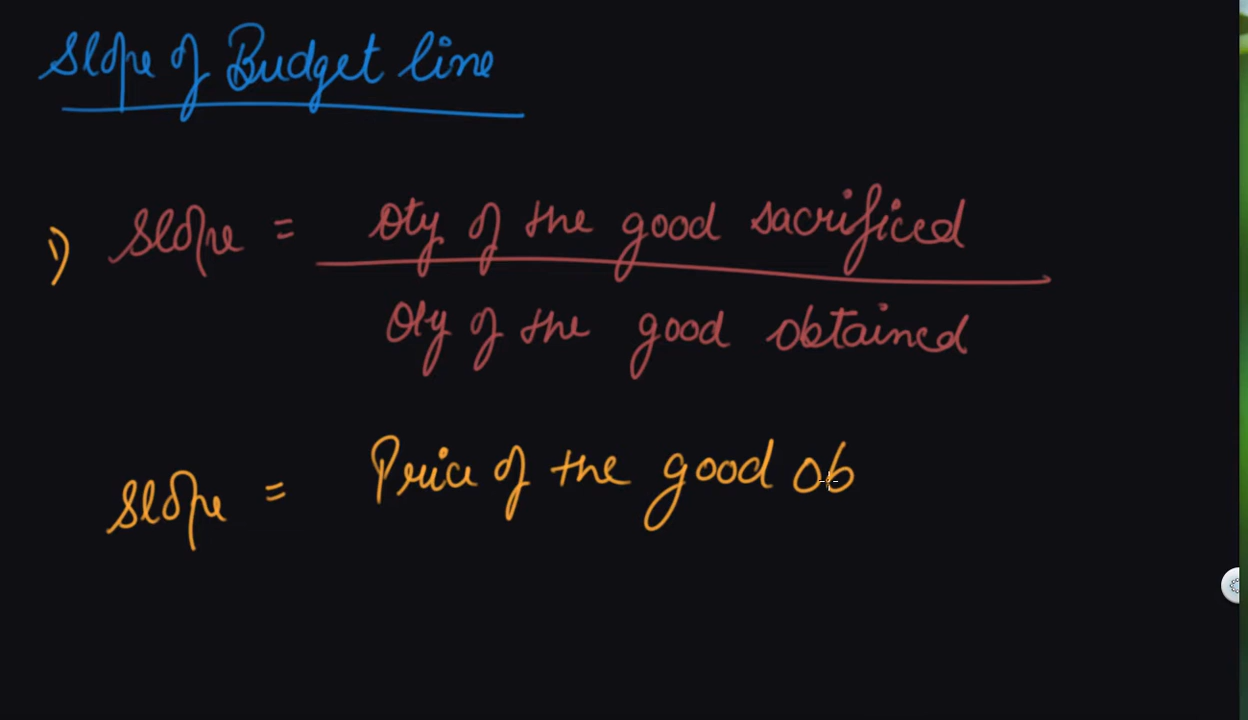 Slope of Budget line
1) Slope = Qty of the good sacrificed
Qty of the good obtained
Slope = Price of the good Ob